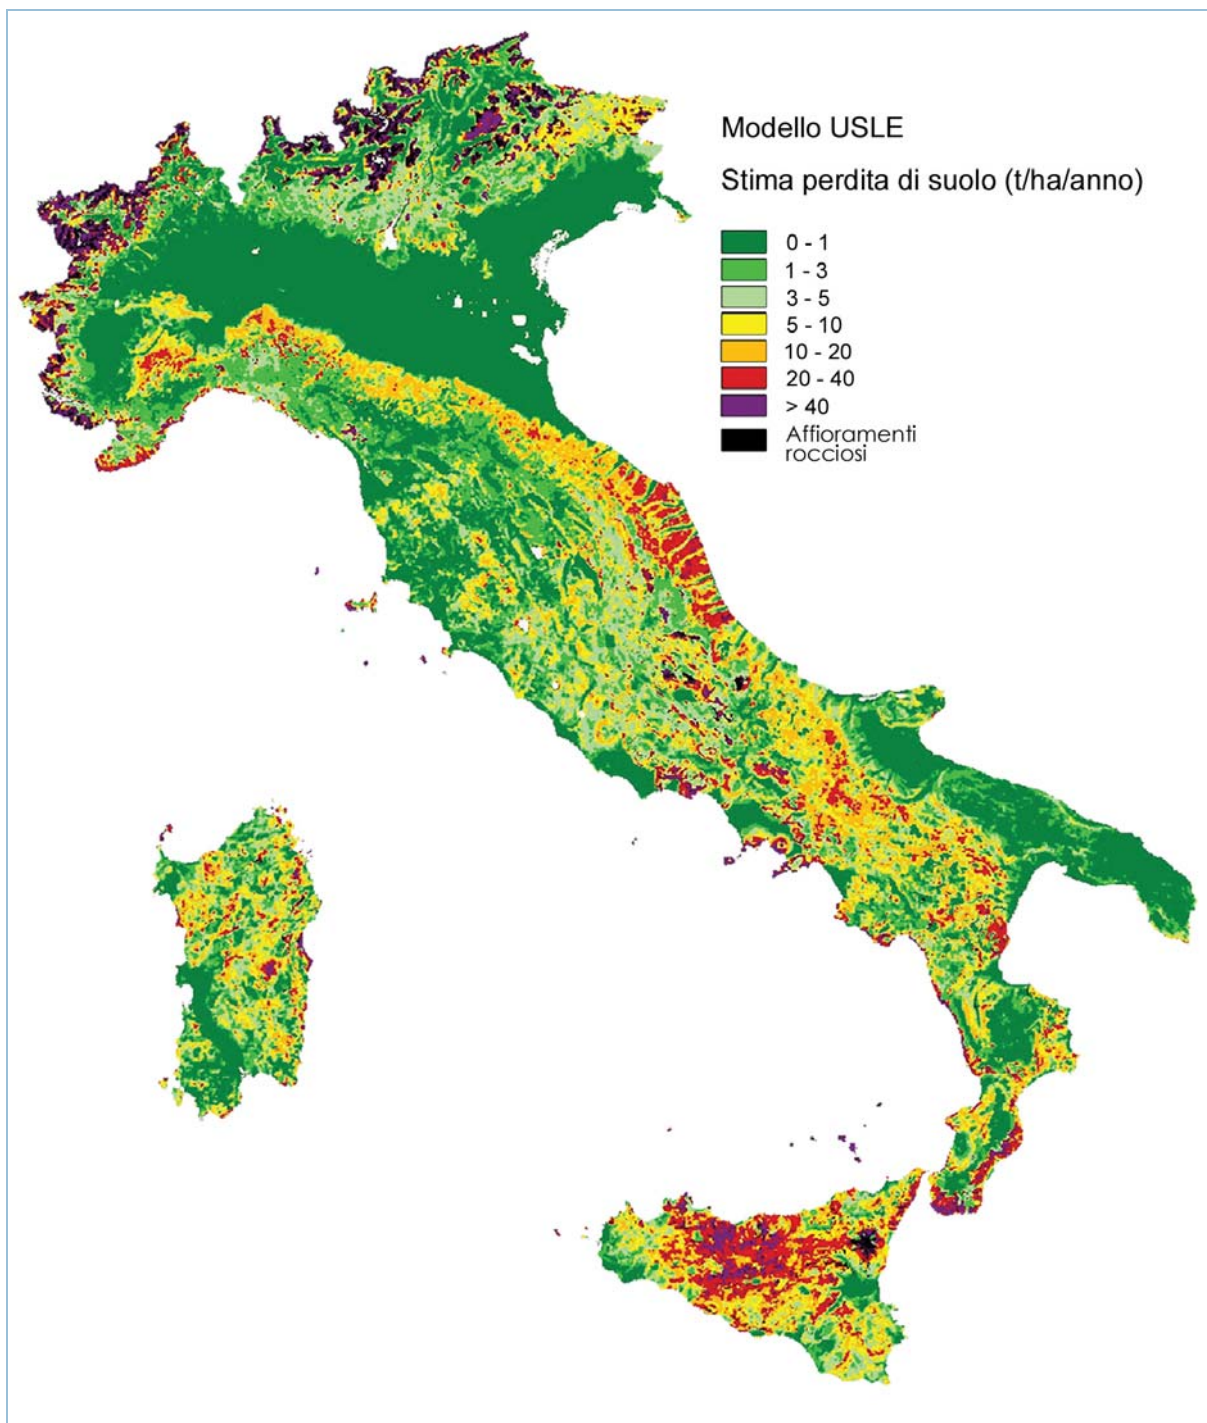 Modello USLE
Stima perdita di suolo (t/ha/anno)
0 - 1
1 - 3
3 - 5
5 - 10
10 - 20
20 - 40
> 40
Affioramenti
rocciosi